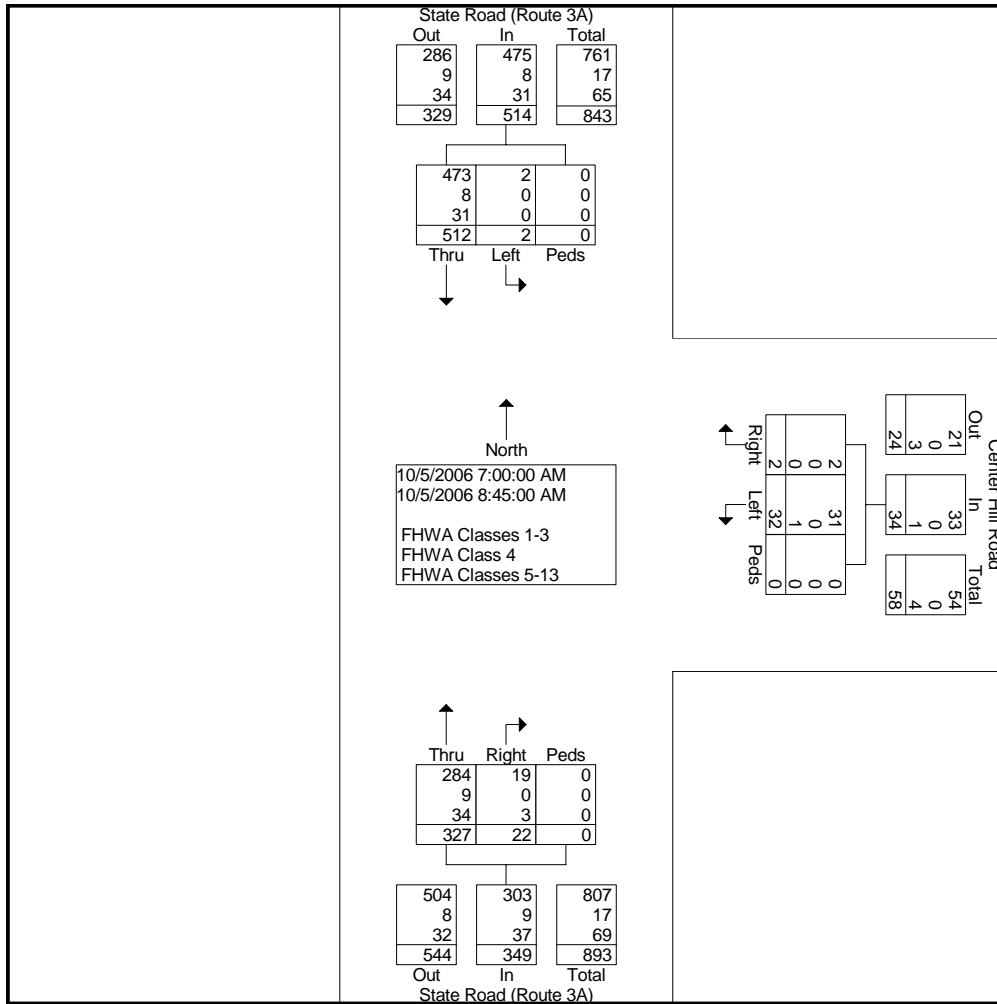 State Road (Route 3A)
Out In Total
286 475 761
9 8 17
34 31 65
329 514 843
473 2 0
8 0 0
31 0 0
512 2 0
Thru Left Peds
North
10/5/2006 7:00:00 AM
10/5/2006 8:45:00 AM
FHWA Classes 1-3
FHWA Class 4
FHWA Classes 5-13
Center Hill Road
Out In Total
21 33 54
0 0 0
3 1 4
24 34 58
2 31 0
0 0 0
0 1 0
2 32 0
Right Left Peds
Thru Right Peds
284 19 0
9 0 0
34 3 0
327 22 0
504 303 807
8 9 17
32 37 69
544 349 893
Out In Total
State Road (Route 3A)